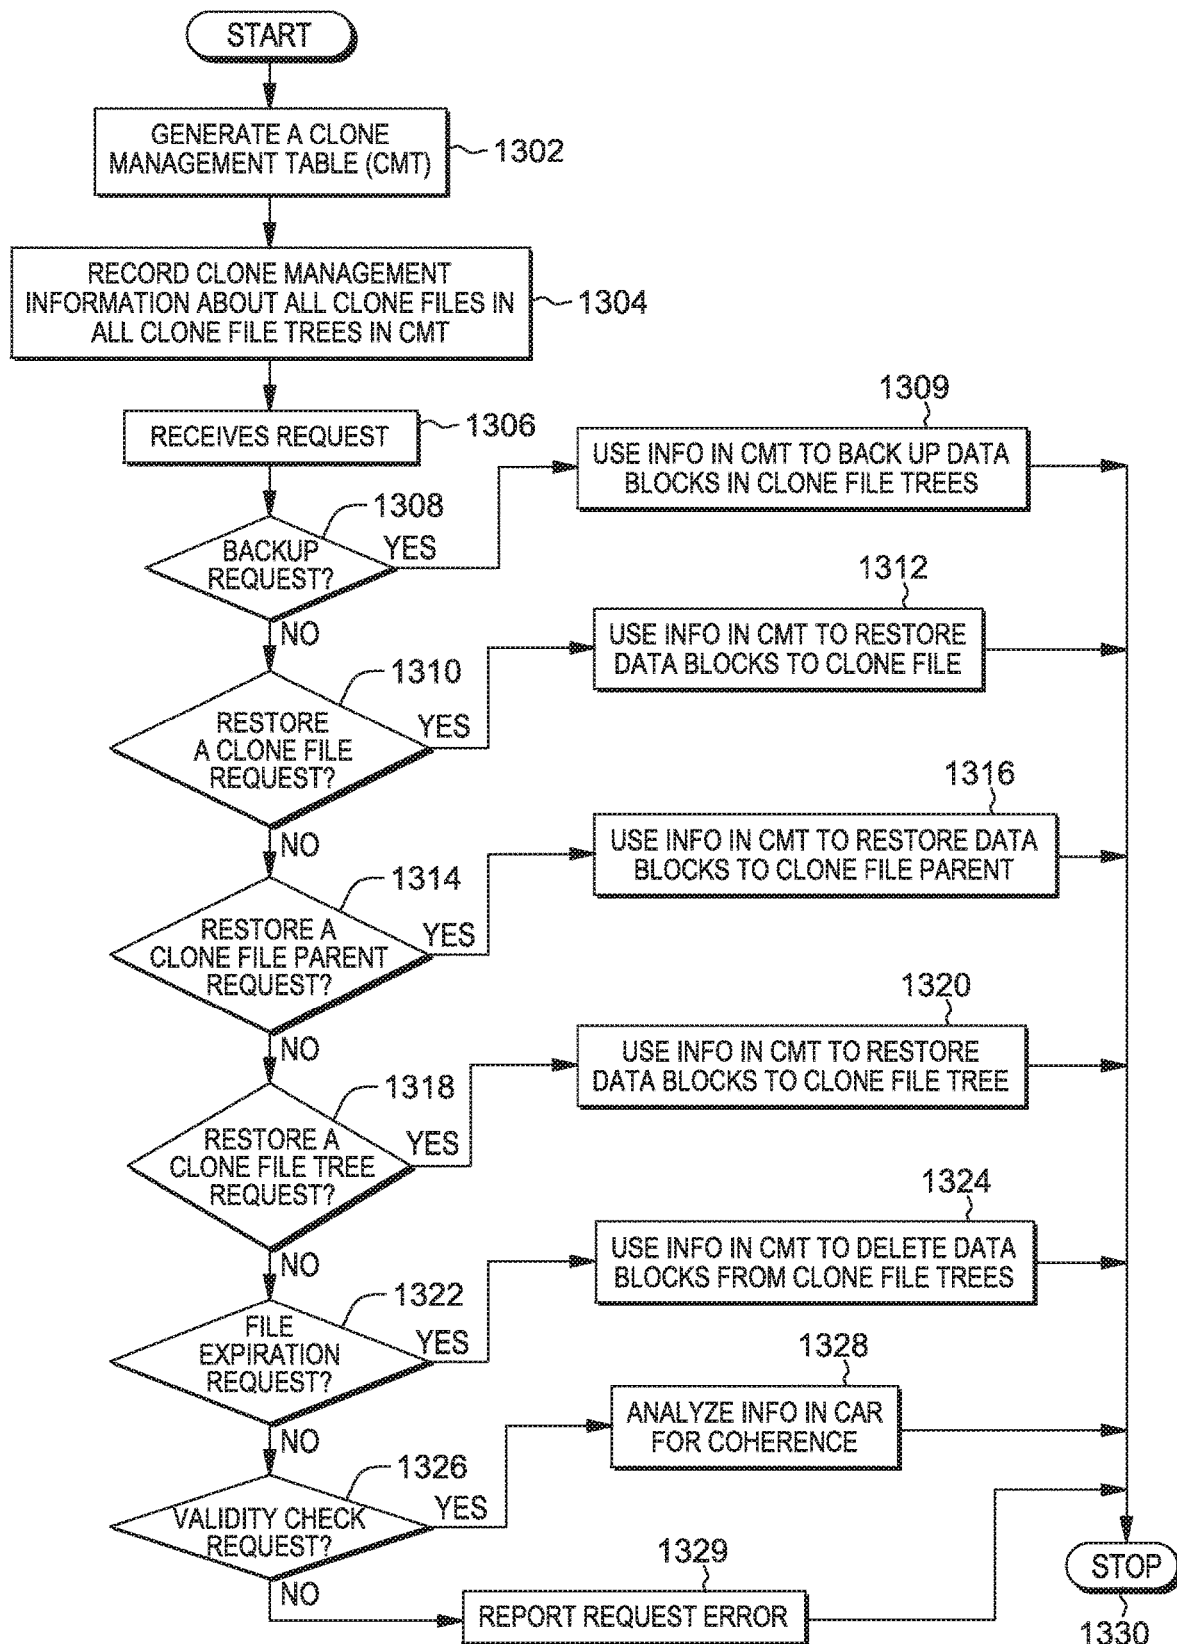 START
GENERATE A CLONE
MANAGEMENT TABLE (CMT)
1302
RECORD CLONE MANAGEMENT
INFORMATION ABOUT ALL CLONE FILES IN
ALL CLONE FILE TREES IN CMT
1304
RECEIVES REQUEST
1306
BACKUP
REQUEST?
1308
YES
NO
USE INFO IN CMT TO BACK UP DATA
BLOCKS IN CLONE FILE TREES
1309
RESTORE
A CLONE FILE
REQUEST?
1310
YES
NO
USE INFO IN CMT TO RESTORE
DATA BLOCKS TO CLONE FILE
1312
RESTORE A
CLONE FILE PARENT
REQUEST?
1314
YES
NO
USE INFO IN CMT TO RESTORE DATA
BLOCKS TO CLONE FILE PARENT
1316
RESTORE A
CLONE FILE TREE
REQUEST?
1318
YES
NO
USE INFO IN CMT TO RESTORE
DATA BLOCKS TO CLONE FILE TREE
1320
FILE
EXPIRATION
REQUEST?
1322
YES
NO
USE INFO IN CMT TO DELETE DATA
BLOCKS FROM CLONE FILE TREES
1324
VALIDITY CHECK
REQUEST?
1326
YES
NO
ANALYZE INFO IN CAR
FOR COHERENCE
1328
REPORT REQUEST ERROR
1329
STOP
1330